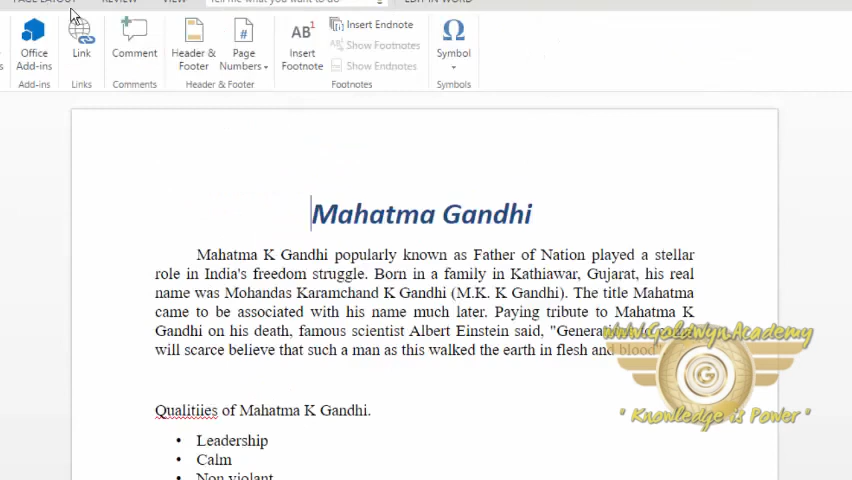 PAGE LAYOUT REVIEW VIEW Tell me what you want to do EDIT IN WORD
Office Add-ins
Link
Comment
Header & Footer
Page Numbers
Insert Footnote
Insert Endnote
Show Footnotes
Show Endnotes
Symbol
Add-ins Links Comments Header & Footer Footnotes Symbols
Mahatma Gandhi
Mahatma K Gandhi popularly known as Father of Nation played a stellar
role in India's freedom struggle. Born in a family in Kathiawar, Gujarat, his real
name was Mohandas Karamchand K Gandhi (M.K. K Gandhi). The title Mahatma
came to be associated with his name much later. Paying tribute to Mahatma K
Gandhi on his death, famous scientist Albert Einstein said, "Generations
will scarce believe that such a man as this walked the earth in flesh and blood"
www.Goldwyn.Academy
G
" Knowledge is Power "
Qualitiies of Mahatma K Gandhi.
• Leadership
• Calm
• Non violant